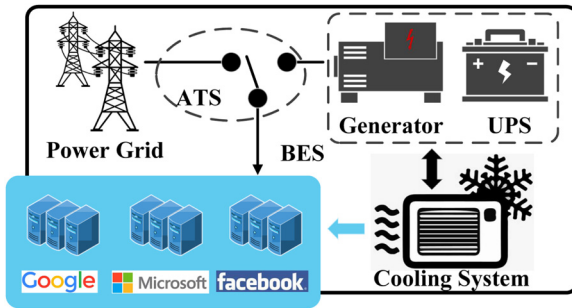 ATS
Power Grid
Generator
UPS
BES
Google
Microsoft
facebook
Cooling System